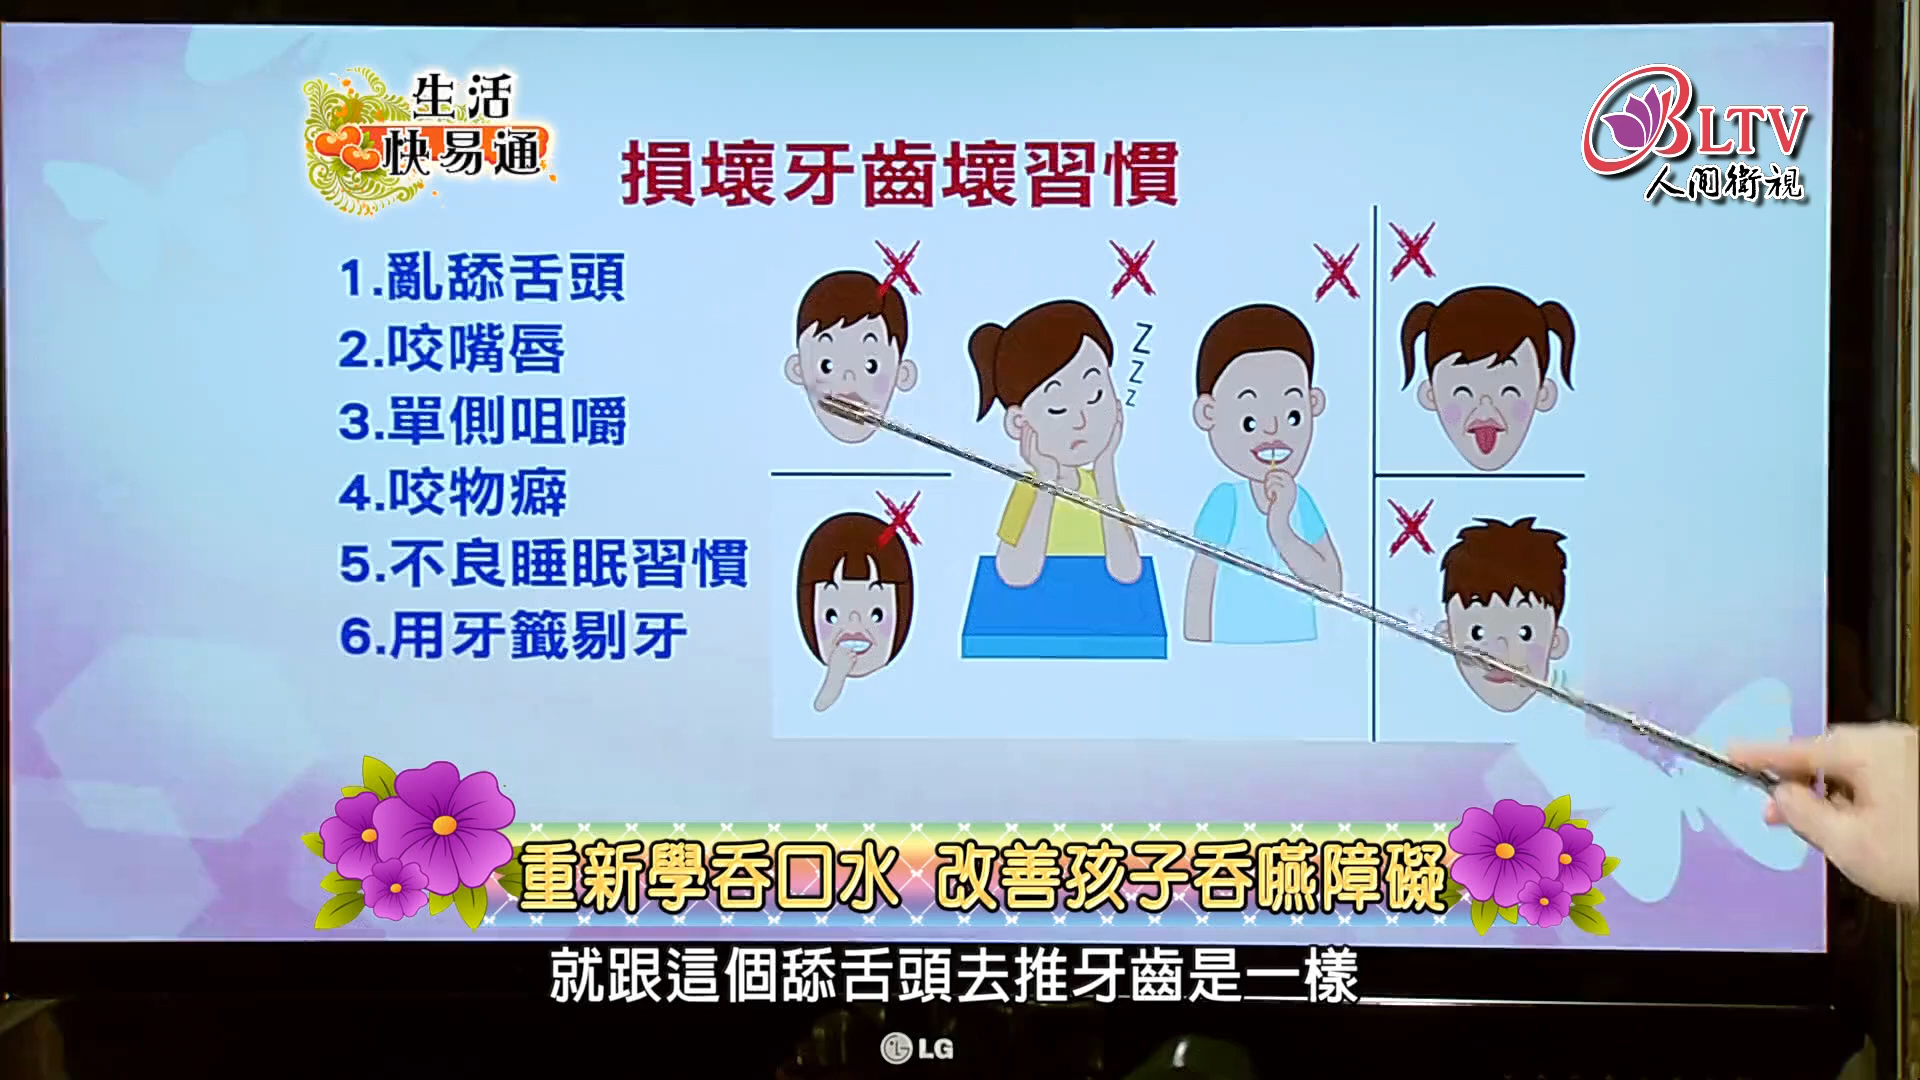 生活
快易通
BLTV
人間衛視
損壞牙齒壞習慣
1.亂舔舌頭
2.咬嘴唇
3.單側咀嚼
4.咬物癖
5.不良睡眠習慣
6.用牙籤剔牙
Z
Z
Z
重新學吞口水 改善孩子吞嚥障礙
就跟這個舔舌頭去推牙齒是一樣
LG